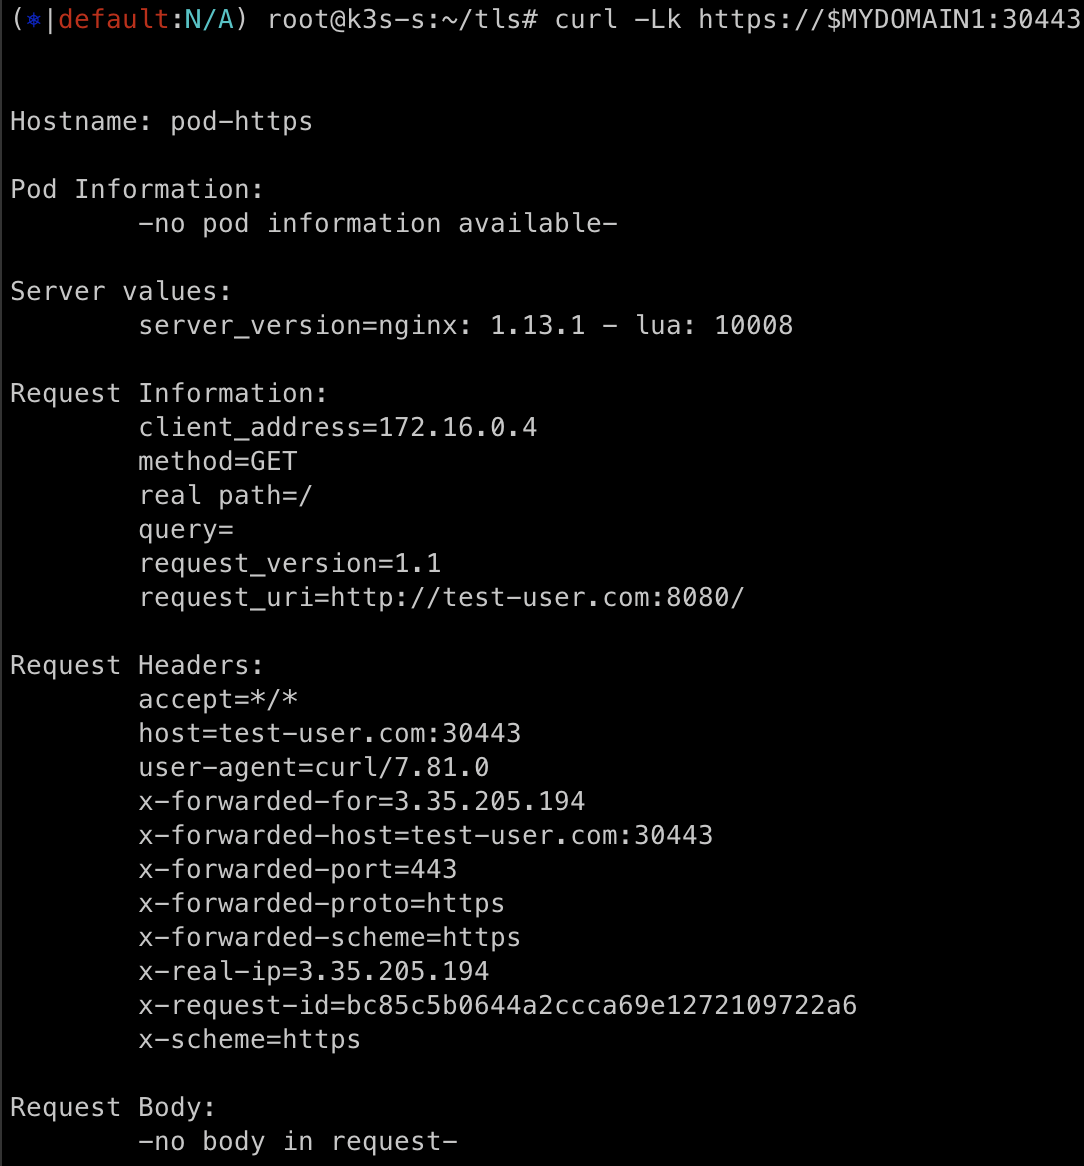 (*|default:N/A) root@k3s-s:~/tls# curl -Lk https://$MYDOMAIN1:30443
Hostname: pod-https
Pod Information:
-no pod information available-
Server values:
server_version=nginx: 1.13.1 - lua: 10008
Request Information:
client_address=172.16.0.4
method=GET
real path=/
query=
request_version=1.1
request_uri=http://test-user.com:8080/
Request Headers:
accept=*/*
host=test-user.com:30443
user-agent=curl/7.81.0
x-forwarded-for=3.35.205.194
x-forwarded-host=test-user.com:30443
x-forwarded-port=443
x-forwarded-proto=https
x-forwarded-scheme=https
x-real-ip=3.35.205.194
x-request-id=bc85c5b0644a2ccca69e1272109722a6
x-scheme=https
Request Body:
-no body in request-